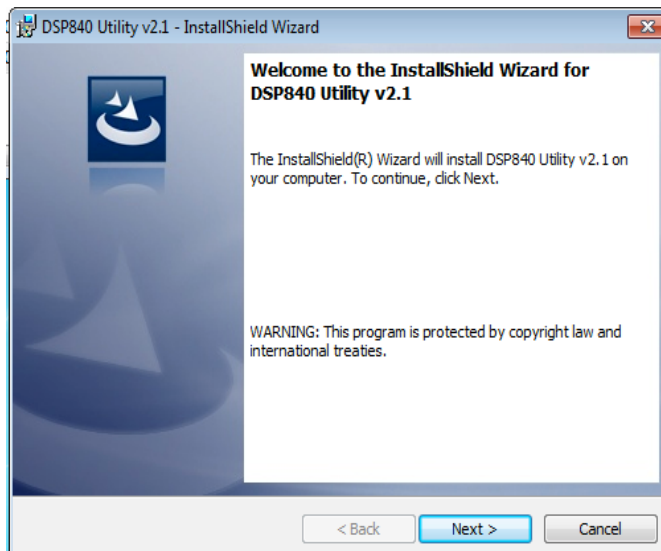 DSP840 Utility v2.1 - InstallShield Wizard
Welcome to the InstallShield Wizard for
DSP840 Utility v2.1
The InstallShield(R) Wizard will install DSP840 Utility v2.1 on
your computer. To continue, click Next.
WARNING: This program is protected by copyright law and
international treaties.
< Back
Next >
Cancel